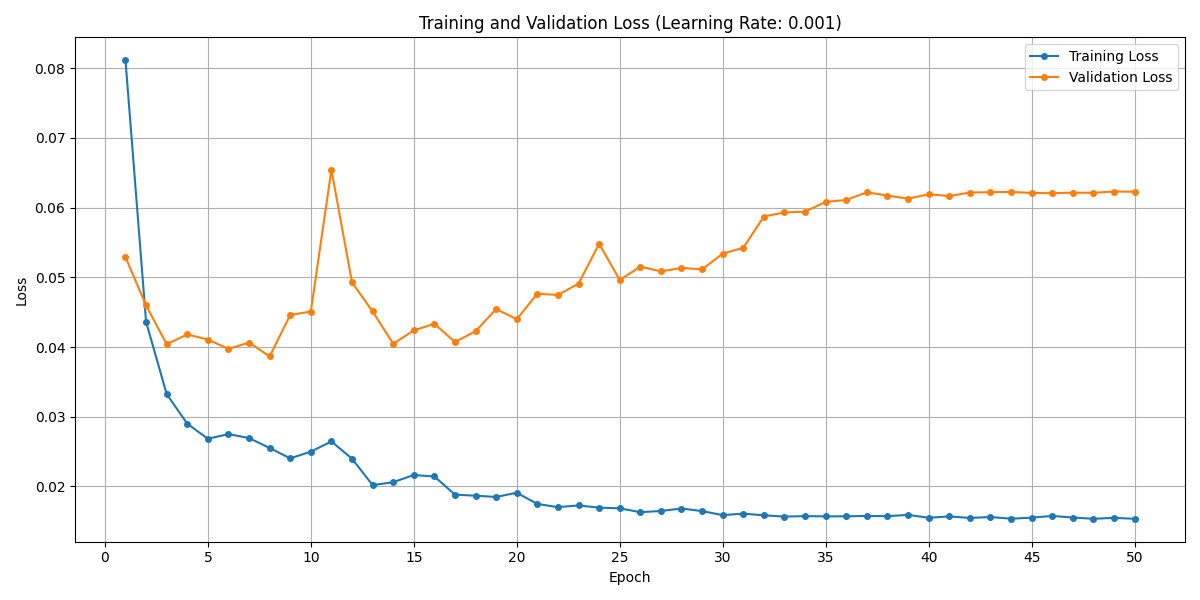 Training and Validation Loss (Learning Rate: 0.001)
Training Loss
Validation Loss
0.08
0.07
0.06
0.05
0.04
0.03
0.02
Loss
0 5 10 15 20 25 30 35 40 45 50
Epoch